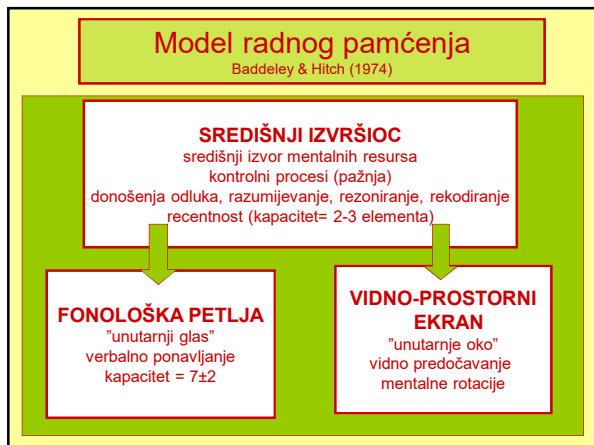 Model radnog pamćenja
Baddeley & Hitch (1974)
SREDIŠNJI IZVRŠIOC
središnji izvor mentalnih resursa
kontrolni procesi (pažnja)
donošenja odluka, razumijevanje, rezoniranje, rekodiranje
recentnost (kapacitet= 2-3 elementa)
FONOLOŠKA PETLJA
”unutarnji glas”
verbalno ponavljanje
kapacitet = 7±2
VIDNO-PROSTORNI
EKRAN
”unutarnje oko”
vidno predočavanje
mentalne rotacije